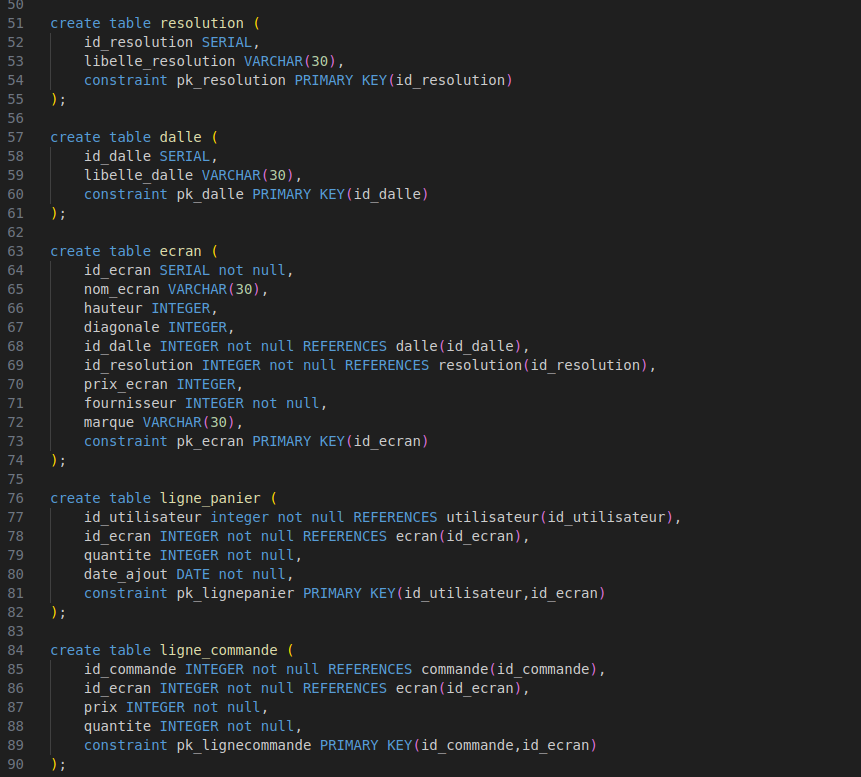 50
51 create table resolution (
52     id_resolution SERIAL,
53     libelle_resolution VARCHAR(30),
54     constraint pk_resolution PRIMARY KEY(id_resolution)
55 );
56
57 create table dalle (
58     id_dalle SERIAL,
59     libelle_dalle VARCHAR(30),
60     constraint pk_dalle PRIMARY KEY(id_dalle)
61 );
62
63 create table ecran (
64     id_ecran SERIAL not null,
65     nom_ecran VARCHAR(30),
66     hauteur INTEGER,
67     diagonale INTEGER,
68     id_dalle INTEGER not null REFERENCES dalle(id_dalle),
69     id_resolution INTEGER not null REFERENCES resolution(id_resolution),
70     prix_ecran INTEGER,
71     fournisseur INTEGER not null,
72     marque VARCHAR(30),
73     constraint pk_ecran PRIMARY KEY(id_ecran)
74 );
75
76 create table ligne_panier (
77     id_utilisateur integer not null REFERENCES utilisateur(id_utilisateur),
78     id_ecran INTEGER not null REFERENCES ecran(id_ecran),
79     quantite INTEGER not null,
80     date_ajout DATE not null,
81     constraint pk_lignepanier PRIMARY KEY(id_utilisateur,id_ecran)
82 );
83
84 create table ligne_commande (
85     id_commande INTEGER not null REFERENCES commande(id_commande),
86     id_ecran INTEGER not null REFERENCES ecran(id_ecran),
87     prix INTEGER not null,
88     quantite INTEGER not null,
89     constraint pk_lignecommande PRIMARY KEY(id_commande,id_ecran)
90 );